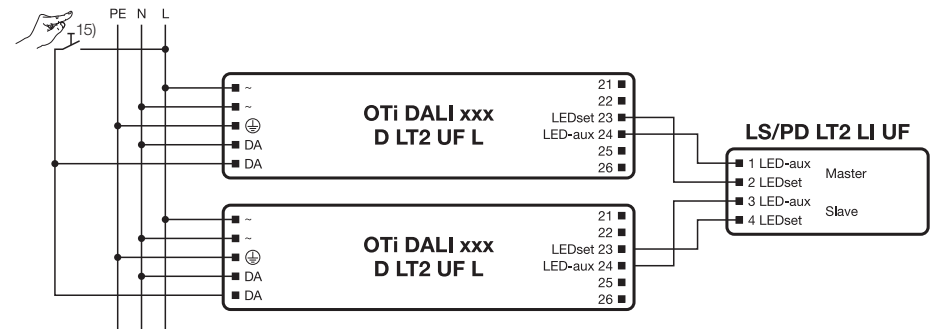 PE N L
15)
~
~
DA
DA
OTi DALI xxx
D LT2 UF L
21
22
LEDset 23
LED-aux 24
25
26
LS/PD LT2 LI UF
1 LED-aux
2 LEDset
Master
3 LED-aux
4 LEDset
Slave
~
~
DA
DA
OTi DALI xxx
D LT2 UF L
21
22
LEDset 23
LED-aux 24
25
26